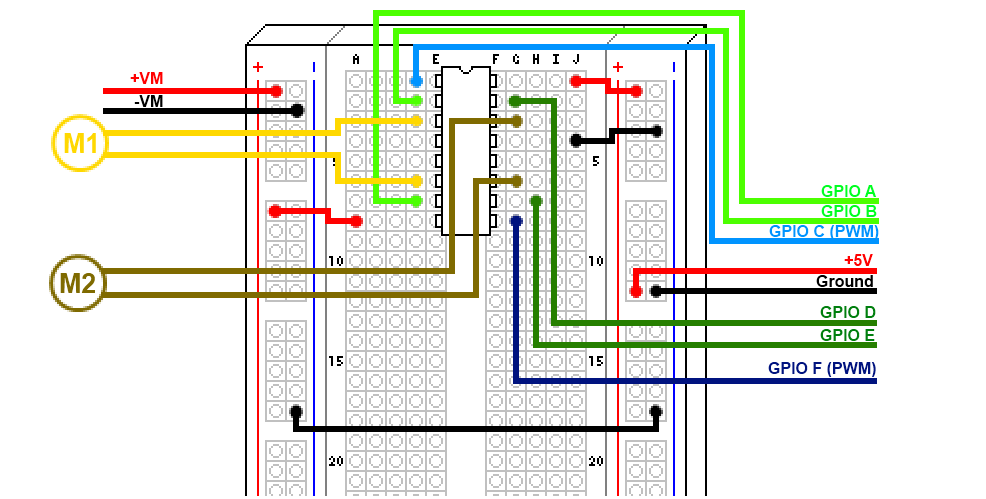 A E F G H I J
+ +
+VM
-VM
M1
5
GPIO A
GPIO B
GPIO C (PWM)
10 10
+5V
M2
Ground
GPIO D
GPIO E
15 15
GPIO F (PWM)
20 20